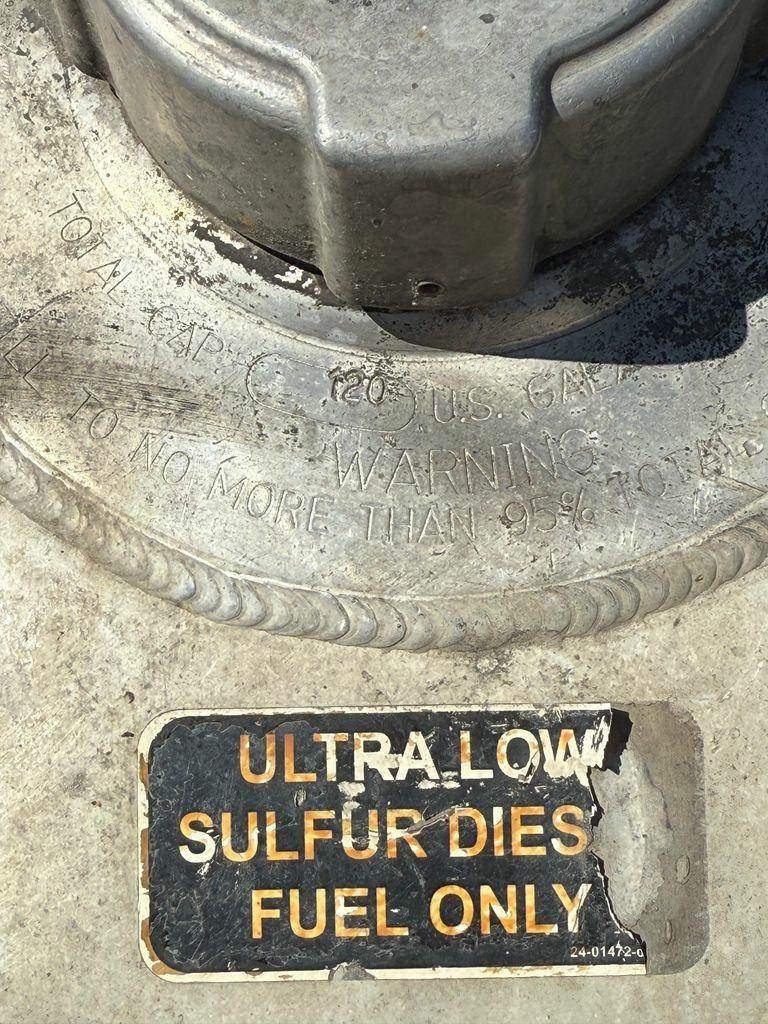 TOTAL CAP. 120 U.S. GAL.
WARNING
LL TO NO MORE THAN 95% TOTAL
ULTRA LOW
SULFUR DIES
FUEL ONLY
24-01472-0